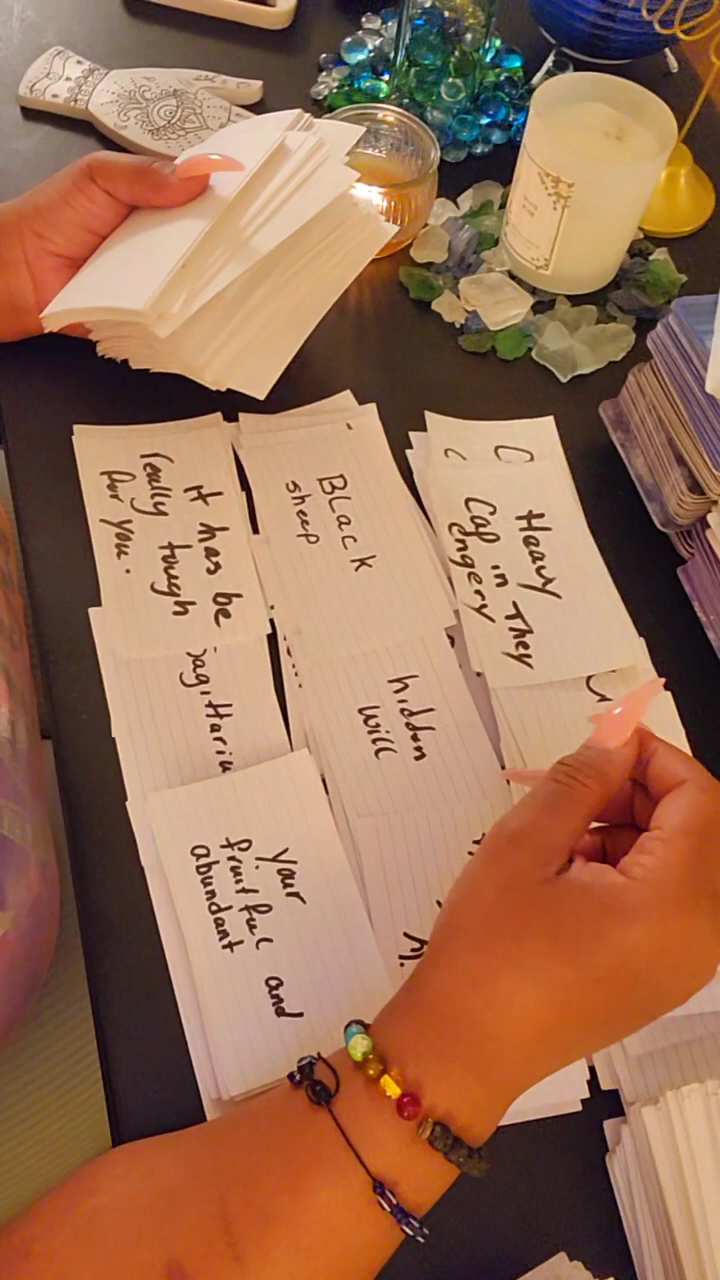 It has be
really tough
for you.
BLack
sheep
Heavy
Cap in They
engery
sagittariu
hidden
will
your
fruitful and
abundant